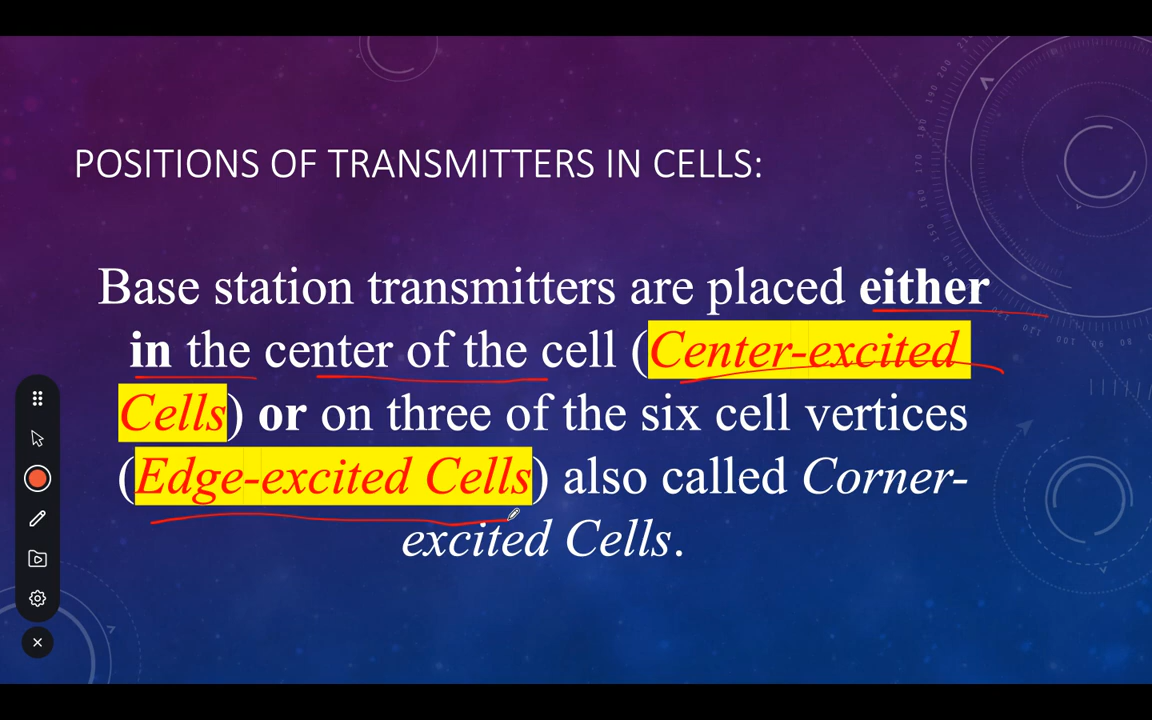 POSITIONS OF TRANSMITTERS IN CELLS:
Base station transmitters are placed either
in the center of the cell (Center-excited
Cells) or on three of the six cell vertices
(Edge-excited Cells) also called Corner-
excited Cells.